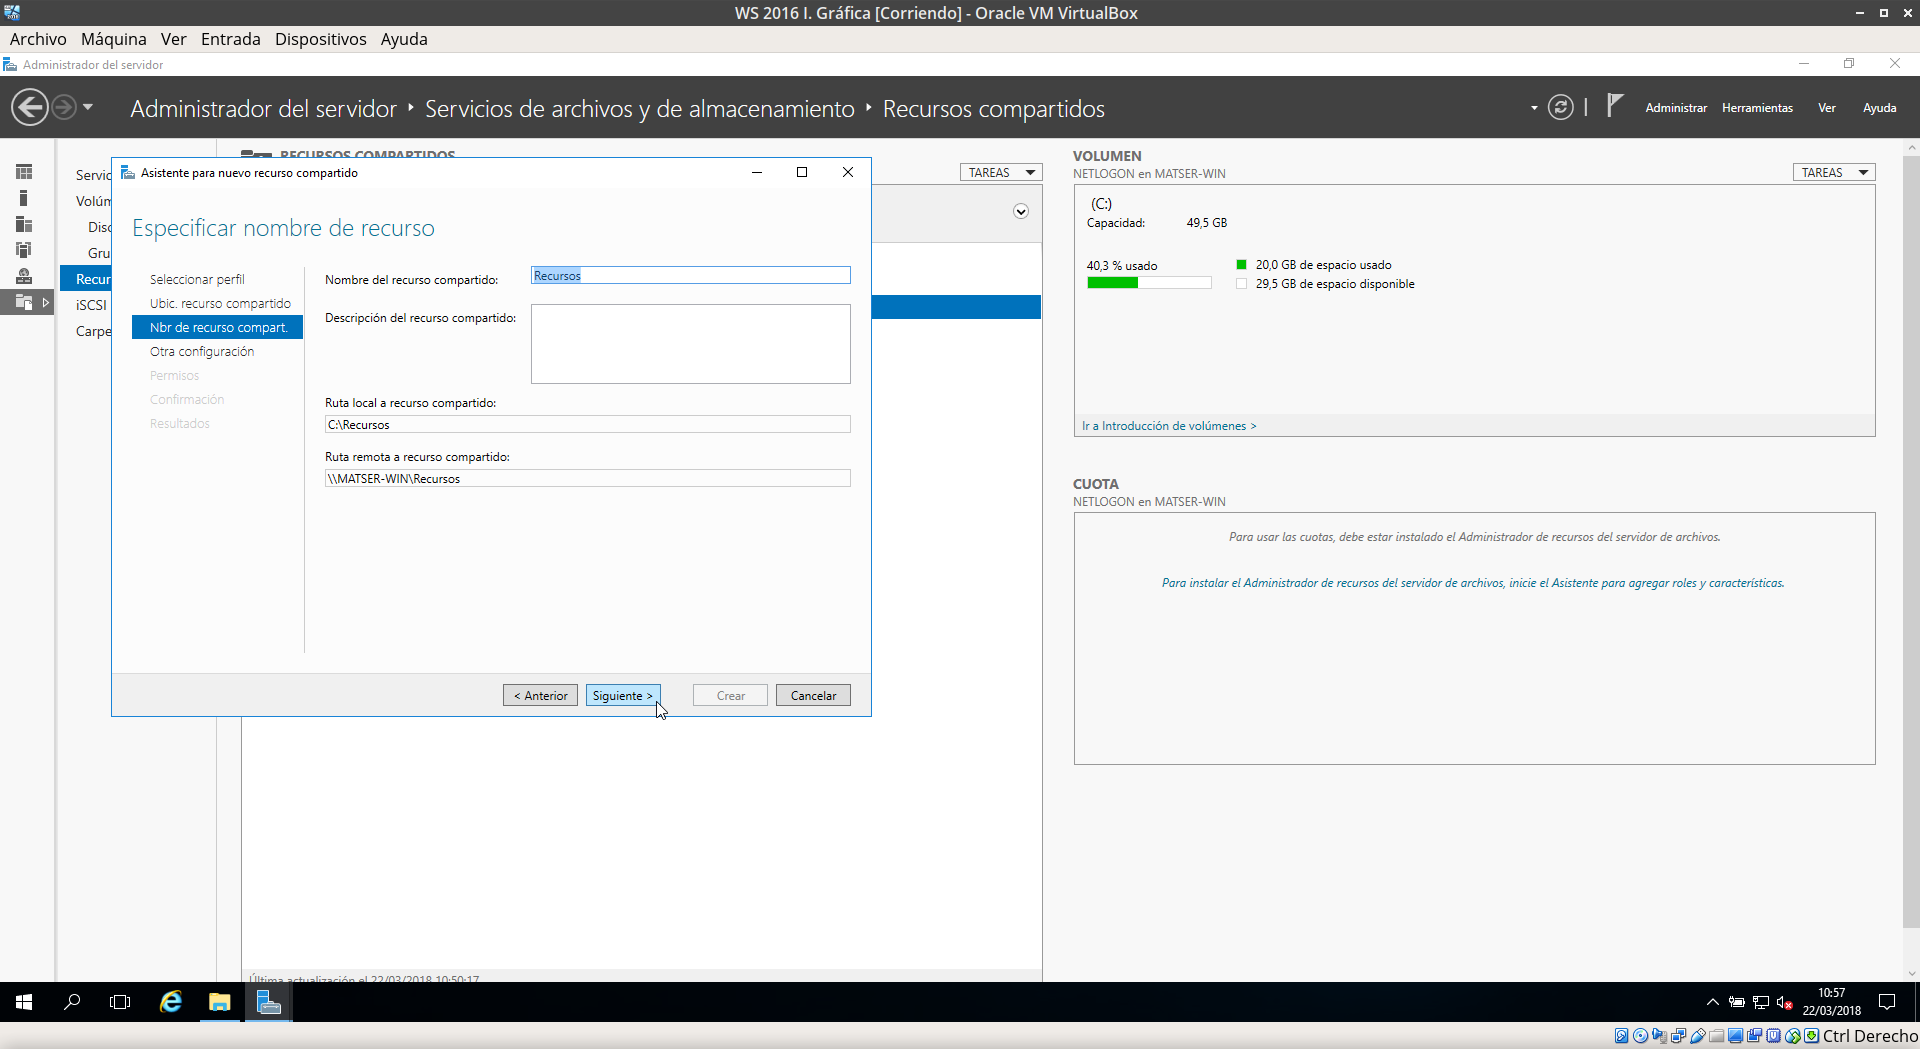 WS 2016 I. Gráfica [Corriendo] - Oracle VM VirtualBox
Archivo Máquina Ver Entrada Dispositivos Ayuda
Administrador del servidor
Administrador del servidor ‣ Servicios de archivos y de almacenamiento ‣ Recursos compartidos
Administrar Herramientas Ver Ayuda
RECURSOS COMPARTIDOS
TAREAS
Servic
Volúm
Disc
Gru
Recur
iSCSI
Carpe
Asistente para nuevo recurso compartido
Especificar nombre de recurso
Seleccionar perfil
Ubic. recurso compartido
Nbr de recurso compart.
Otra configuración
Permisos
Confirmación
Resultados
Nombre del recurso compartido: Recursos
Descripción del recurso compartido:
Ruta local a recurso compartido:
C:\Recursos
Ruta remota a recurso compartido:
\\MATSER-WIN\Recursos
< Anterior Siguiente > Crear Cancelar
Última actualización el 22/03/2018 10:50:17
VOLUMEN
NETLOGON en MATSER-WIN
TAREAS
(C:)
Capacidad: 49,5 GB
40,3 % usado
20,0 GB de espacio usado
29,5 GB de espacio disponible
Ir a Introducción de volúmenes >
CUOTA
NETLOGON en MATSER-WIN
Para usar las cuotas, debe estar instalado el Administrador de recursos del servidor de archivos.
Para instalar el Administrador de recursos del servidor de archivos, inicie el Asistente para agregar roles y características.
10:57
22/03/2018
Ctrl Derecho